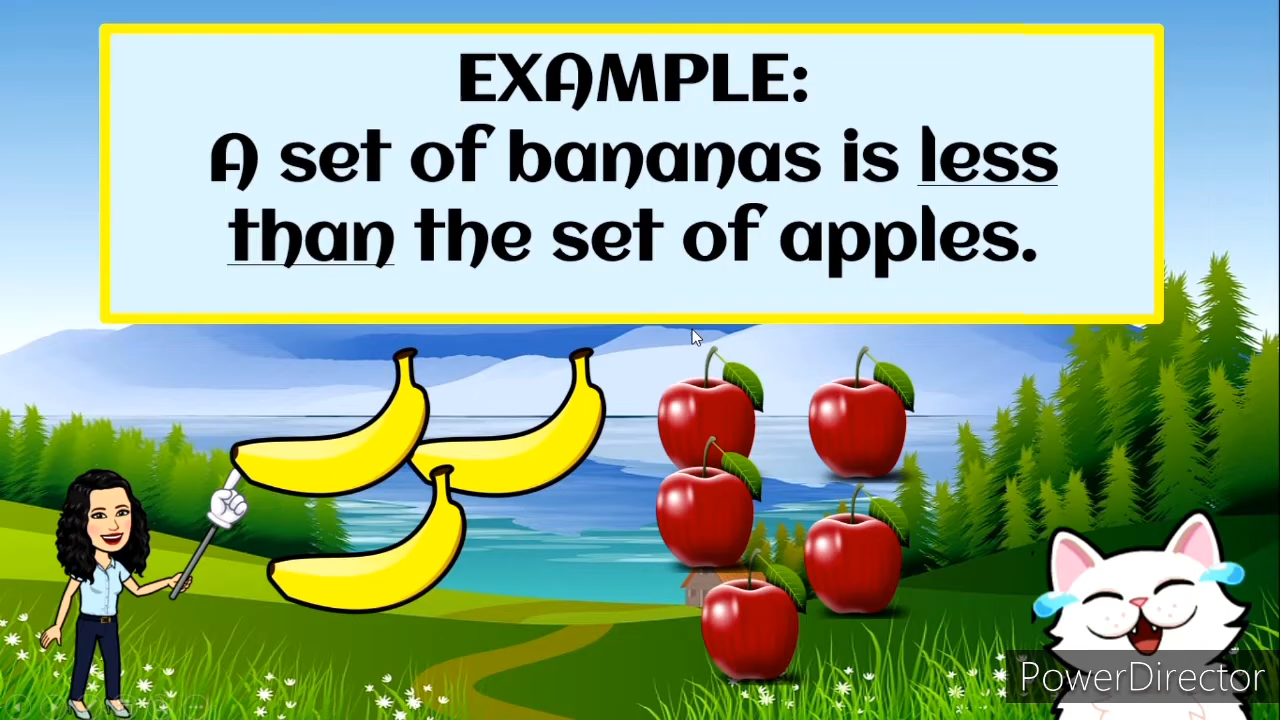 EXAMPLE:
A set of bananas is less
than the set of apples.
PowerDirector